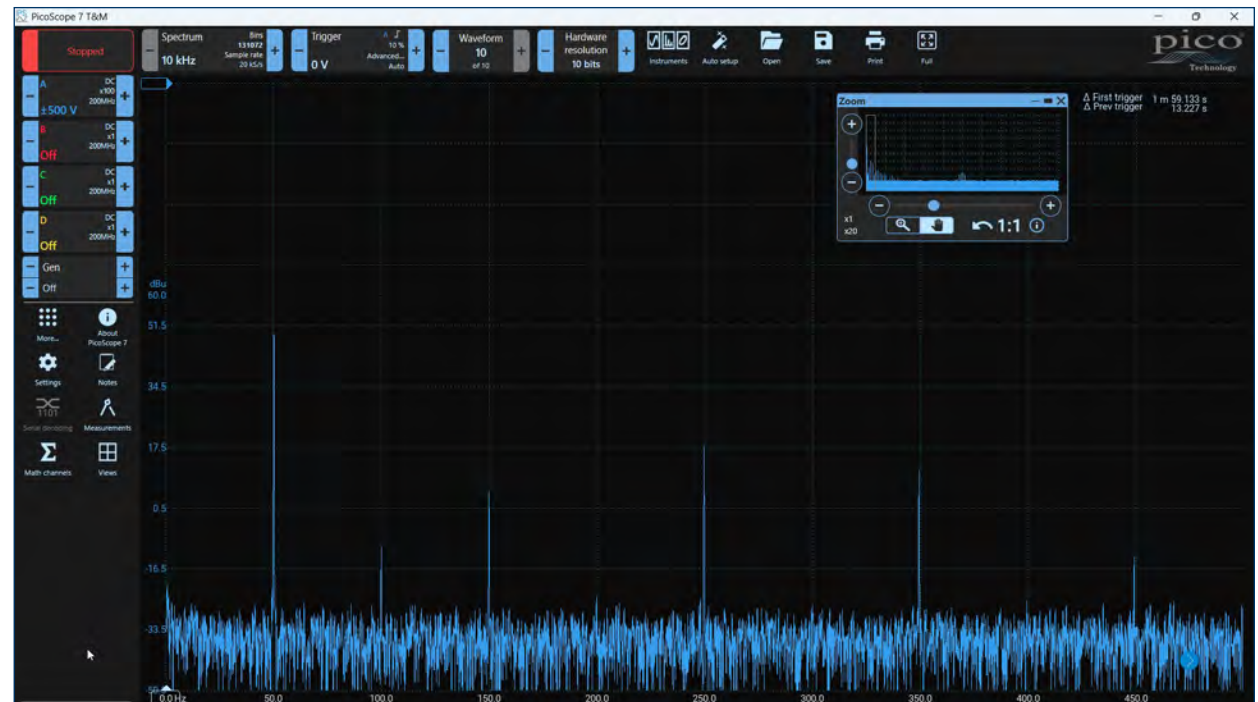 PicoScope 7 T&M
Stopped
Spectrum
10 kHz
Bins
131072
Sample rate
20 kS/s
Trigger
0 V
A
10 %
Advanced...
Auto
Waveform
10
of 10
Hardware
resolution
10 bits
Instruments
Auto setup
Open
Save
Print
Full
pico
Technology
A
±500 V
DC
x100
200MHz
B
Off
DC
x1
200MHz
C
Off
DC
x1
200MHz
D
Off
DC
x1
200MHz
Gen
Off
More...
About
PicoScope 7
Settings
Notes
1101
Serial decoding
Measurements
Math channels
Views
Zoom
x1
x20
1:1
Δ First trigger 1 m 59.133 s
Δ Prev trigger 13.227 s
dBu
60.0
51.5
34.5
17.5
0.5
-16.5
-33.5
0.0 Hz
50.0
100.0
150.0
200.0
250.0
300.0
350.0
400.0
450.0